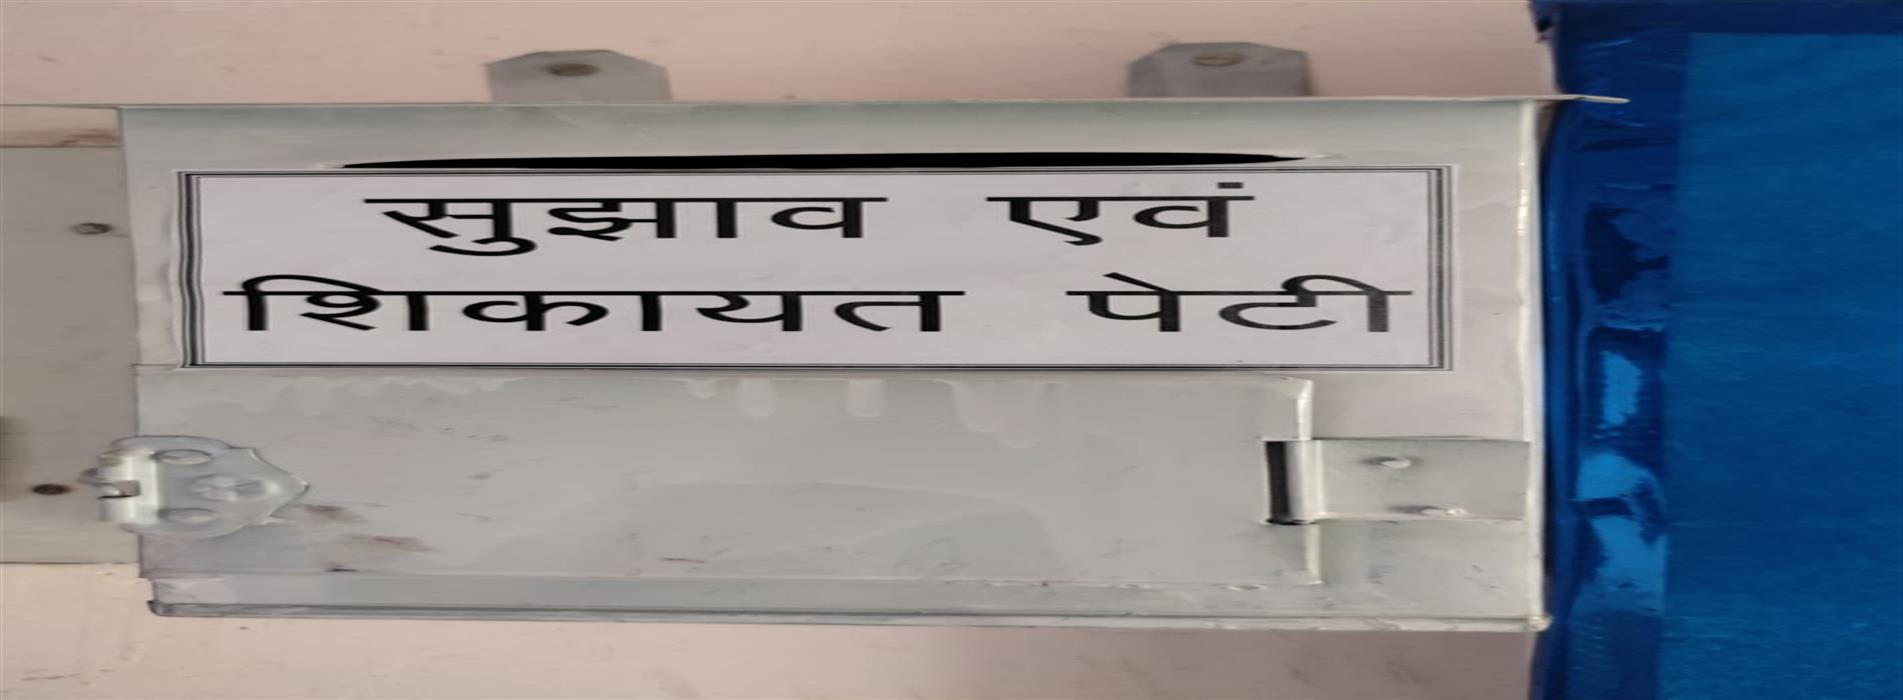 सुझाव एवं
शिकायत पेटी